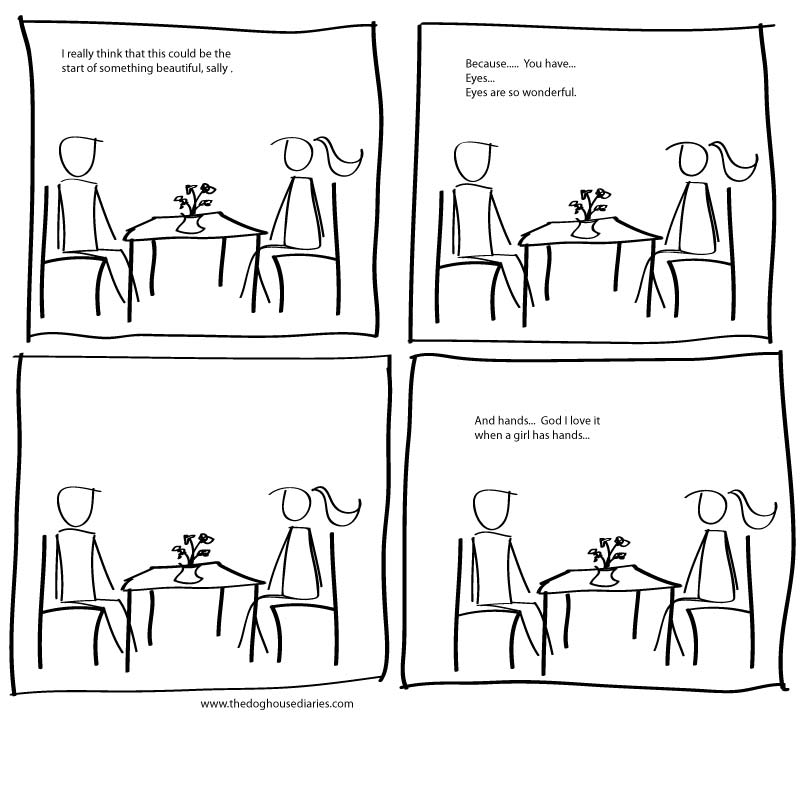 I really think that this could be the
start of something beautiful, sally .
Because..... You have...
Eyes...
Eyes are so wonderful.
And hands... God I love it
when a girl has hands...
www.thedoghousediaries.com